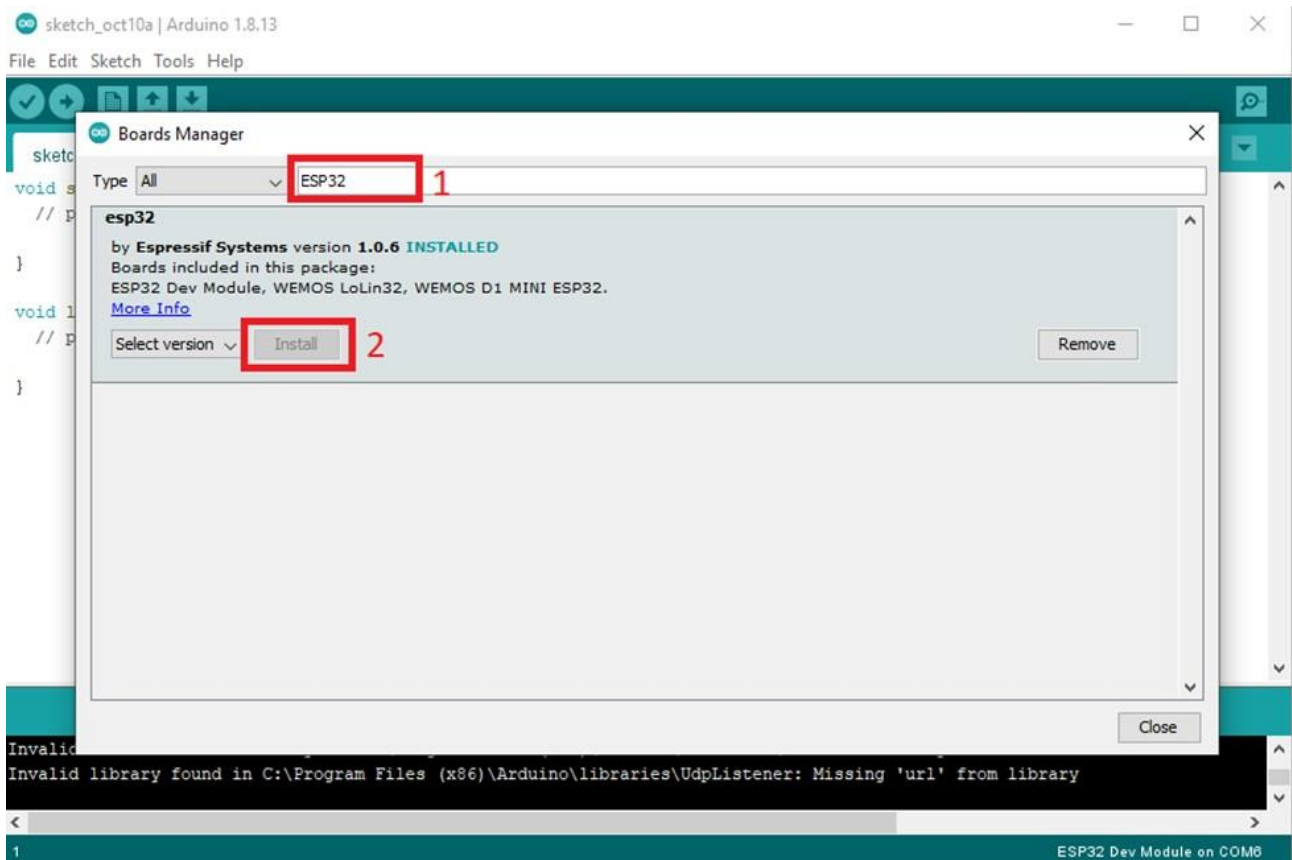 sketch_oct10a | Arduino 1.8.13
File Edit Sketch Tools Help
Boards Manager
sketc
Type All ESP32 1
void s
// p
esp32
by Espressif Systems version 1.0.6 INSTALLED
Boards included in this package:
}
ESP32 Dev Module, WEMOS LoLin32, WEMOS D1 MINI ESP32.
void l
More Info
// p
Select version Install 2 Remove
}
Close
Invalid
Invalid library found in C:\Program Files (x86)\Arduino\libraries\UdpListener: Missing 'url' from library
1 ESP32 Dev Module on COM6